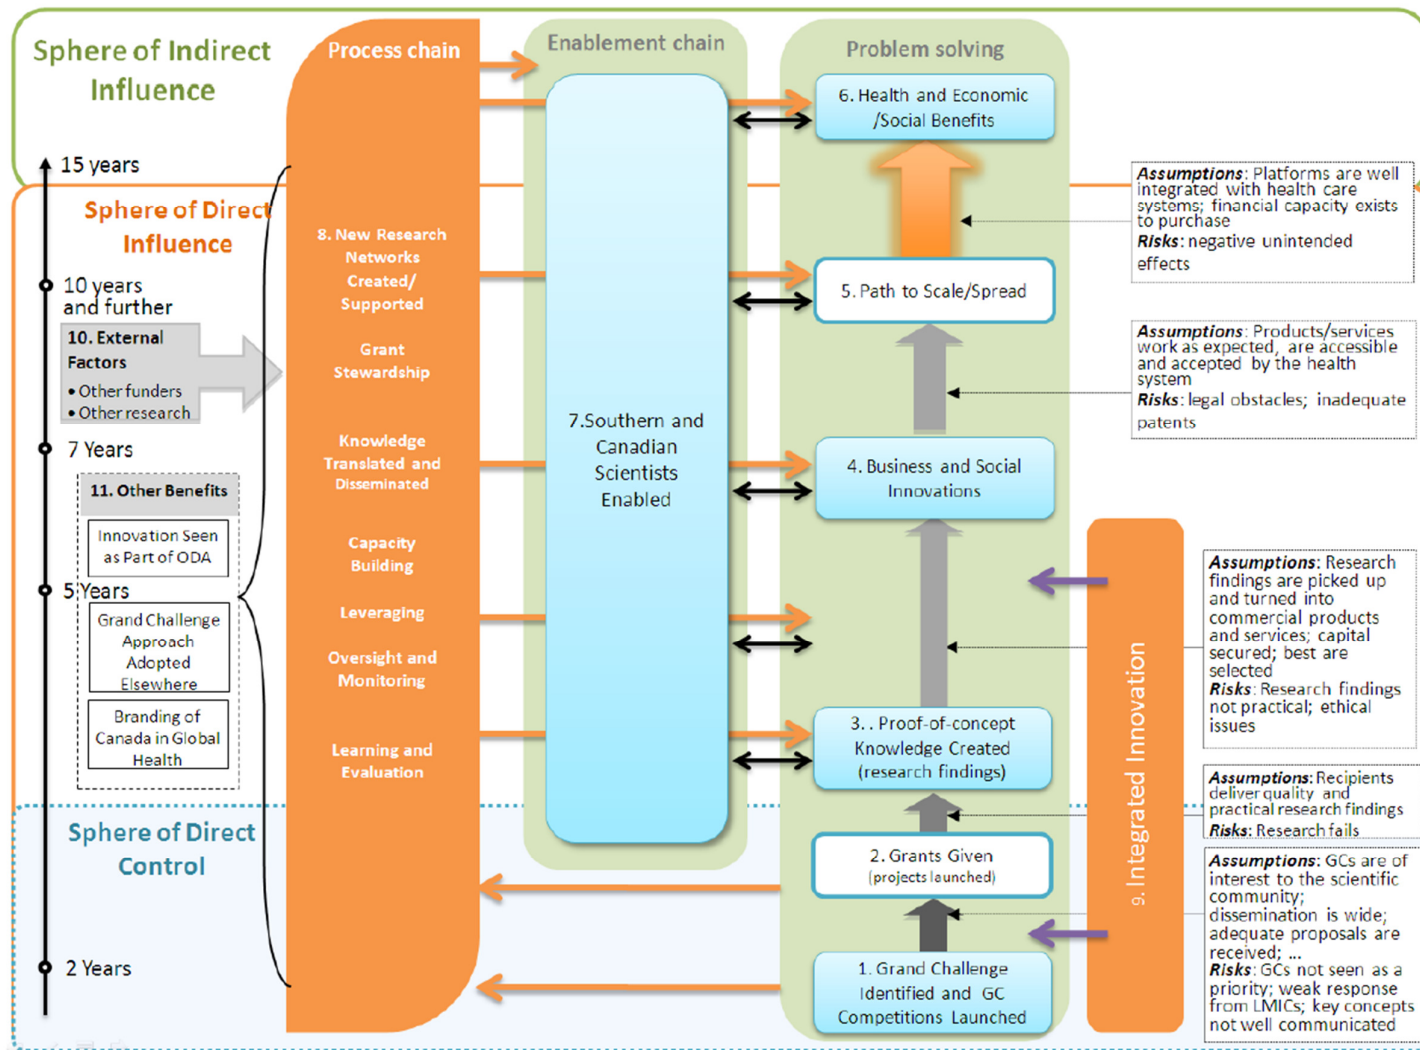 Sphere of Indirect
Influence
15 years
Sphere of Direct
Influence
10 years
and further
10. External
Factors
• Other funders
• Other research
7 Years
11. Other Benefits
Innovation Seen
as Part of ODA
5 Years
Grand Challenge
Approach
Adopted
Elsewhere
Branding of
Canada in Global
Health
Sphere of Direct
Control
2 Years
Process chain
8. New Research
Networks
Created/
Supported
Grant
Stewardship
Knowledge
Translated and
Disseminated
Capacity
Building
Leveraging
Oversight and
Monitoring
Learning and
Evaluation
Enablement chain
7.Southern and
Canadian
Scientists
Enabled
Problem solving
6. Health and Economic
/Social Benefits
5. Path to Scale/Spread
4. Business and Social
Innovations
3. . Proof-of-concept
Knowledge Created
(research findings)
2. Grants Given
(projects launched)
1. Grand Challenge
Identified and GC
Competitions Launched
9. Integrated Innovation
Assumptions: Platforms are well
integrated with health care
systems; financial capacity exists
to purchase
Risks: negative unintended
effects
Assumptions: Products/services
work as expected, are accessible
and accepted by the health
system
Risks: legal obstacles; inadequate
patents
Assumptions: Research
findings are picked up
and turned into
commercial products
and services; capital
secured; best are
selected
Risks: Research findings
not practical; ethical
issues
Assumptions: Recipients
deliver quality and
practical research findings
Risks: Research fails
Assumptions: GCs are of
interest to the scientific
community;
dissemination is wide;
adequate proposals are
received; ...
Risks: GCs not seen as a
priority; weak response
from LMICs; key concepts
not well communicated